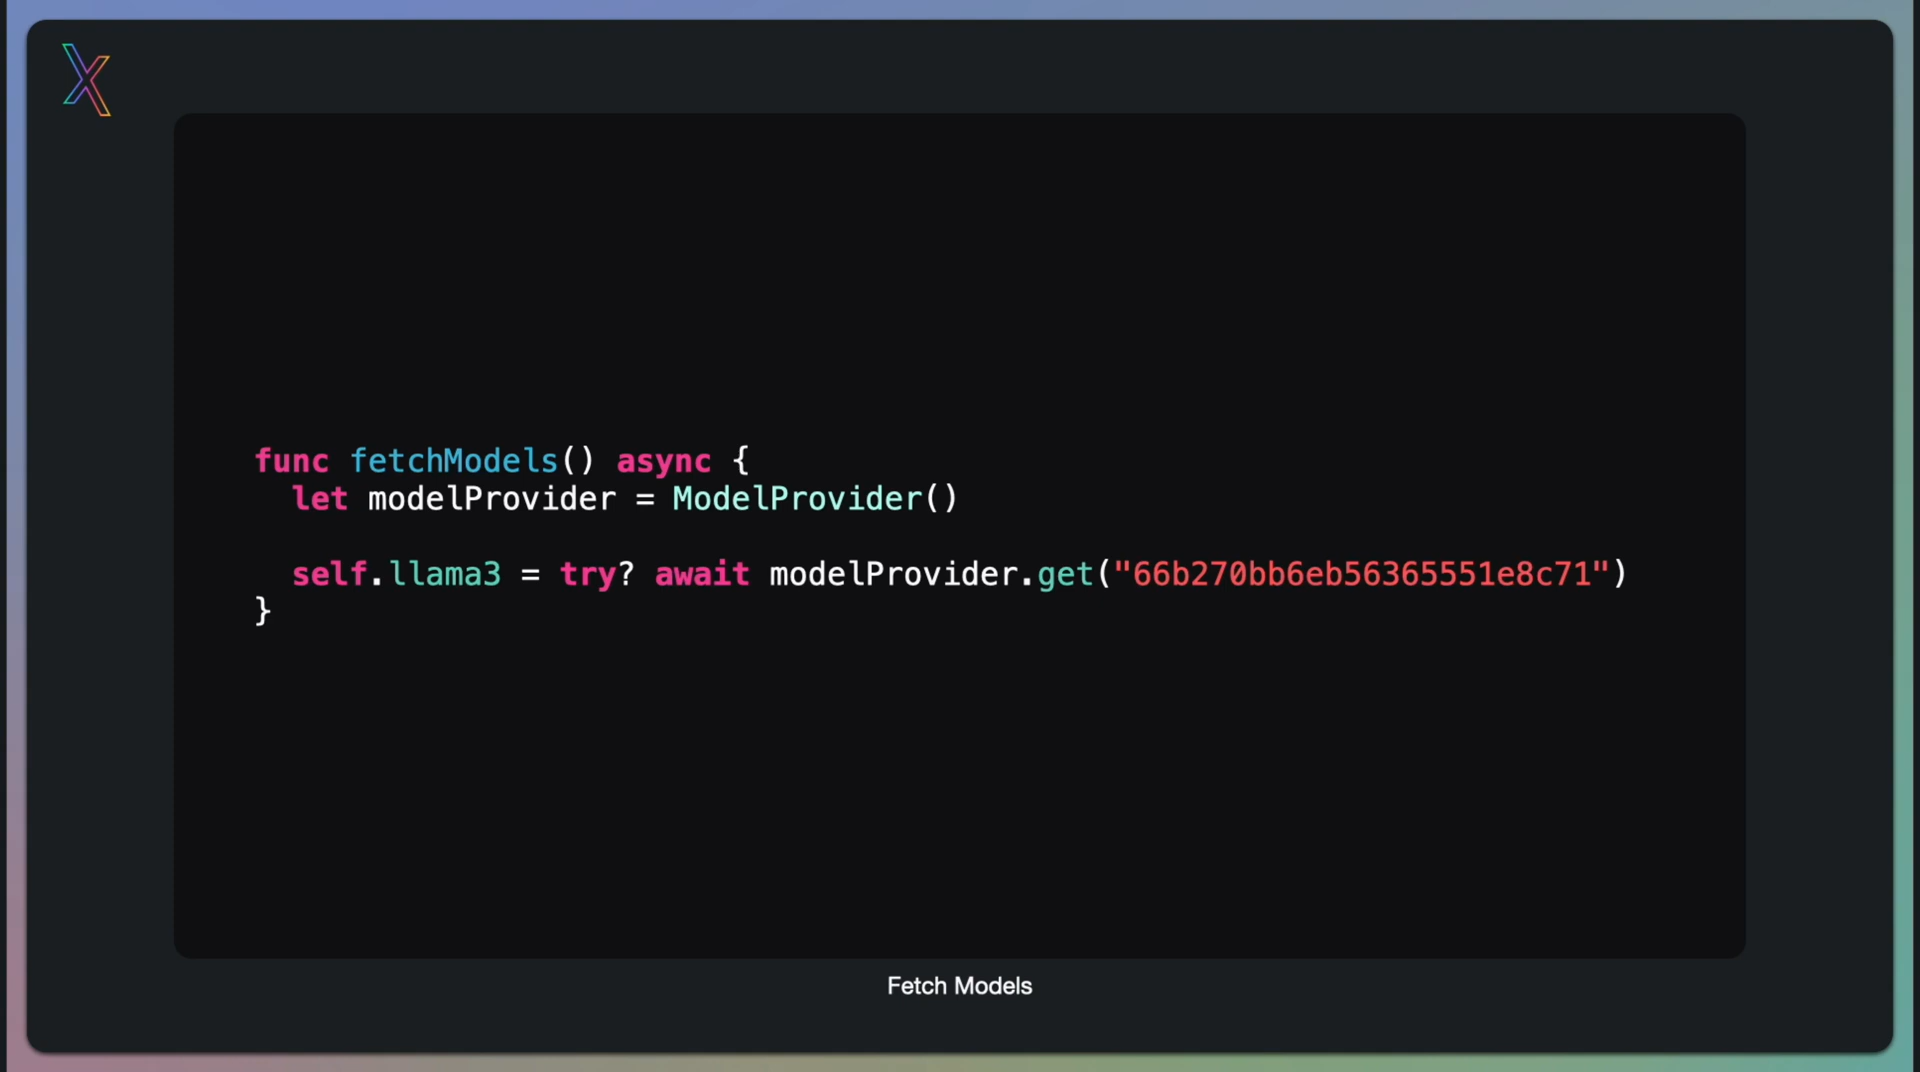 X
func fetchModels() async {
  let modelProvider = ModelProvider()
  self.llama3 = try? await modelProvider.get("66b270bb6eb56365551e8c71")
}
Fetch Models